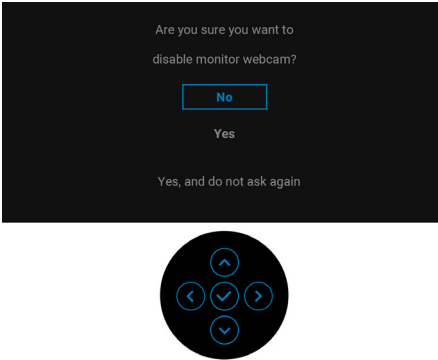 Are you sure you want to
disable monitor webcam?
No
Yes
Yes, and do not ask again